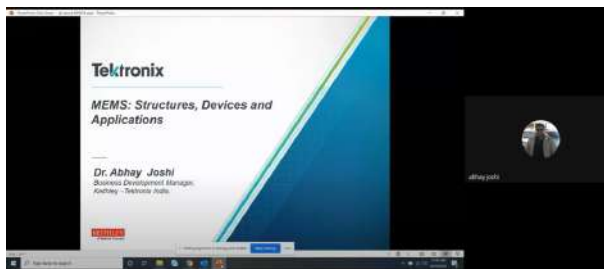 Tektronix
MEMS: Structures, Devices and
Applications
Dr. Abhay Joshi
Business Development Manager,
Keithley - Tektronix India.
KEITHLEY
abhay joshi